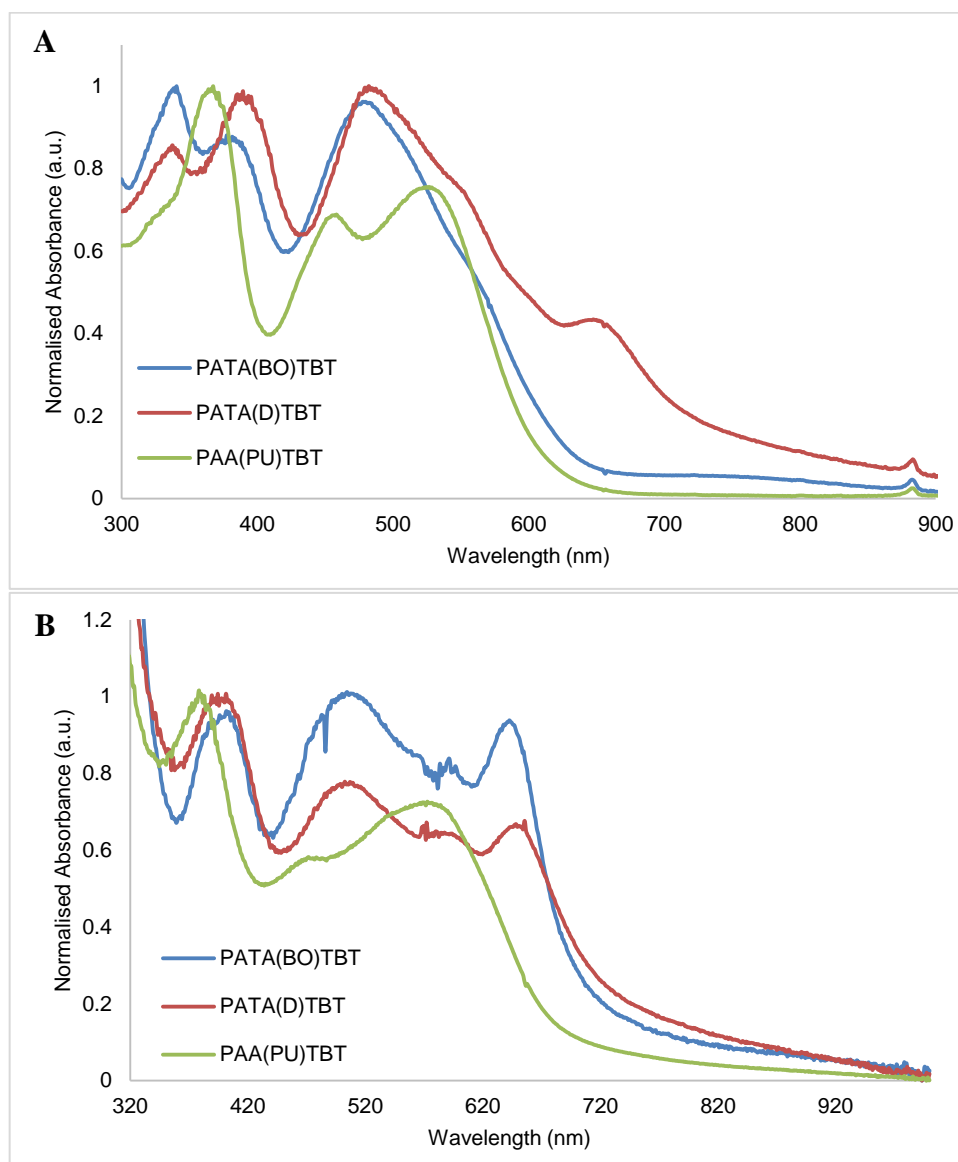 A
Normalised Absorbance (a.u.)
1
0.8
0.6
0.4
0.2
0
PATA(BO)TBT
PATA(D)TBT
PAA(PU)TBT
300 400 500 600 700 800 900
Wavelength (nm)
B
Normalised Absorbance (a.u.)
1.2
1
0.8
0.6
0.4
0.2
0
PATA(BO)TBT
PATA(D)TBT
PAA(PU)TBT
320 420 520 620 720 820 920
Wavelength (nm)